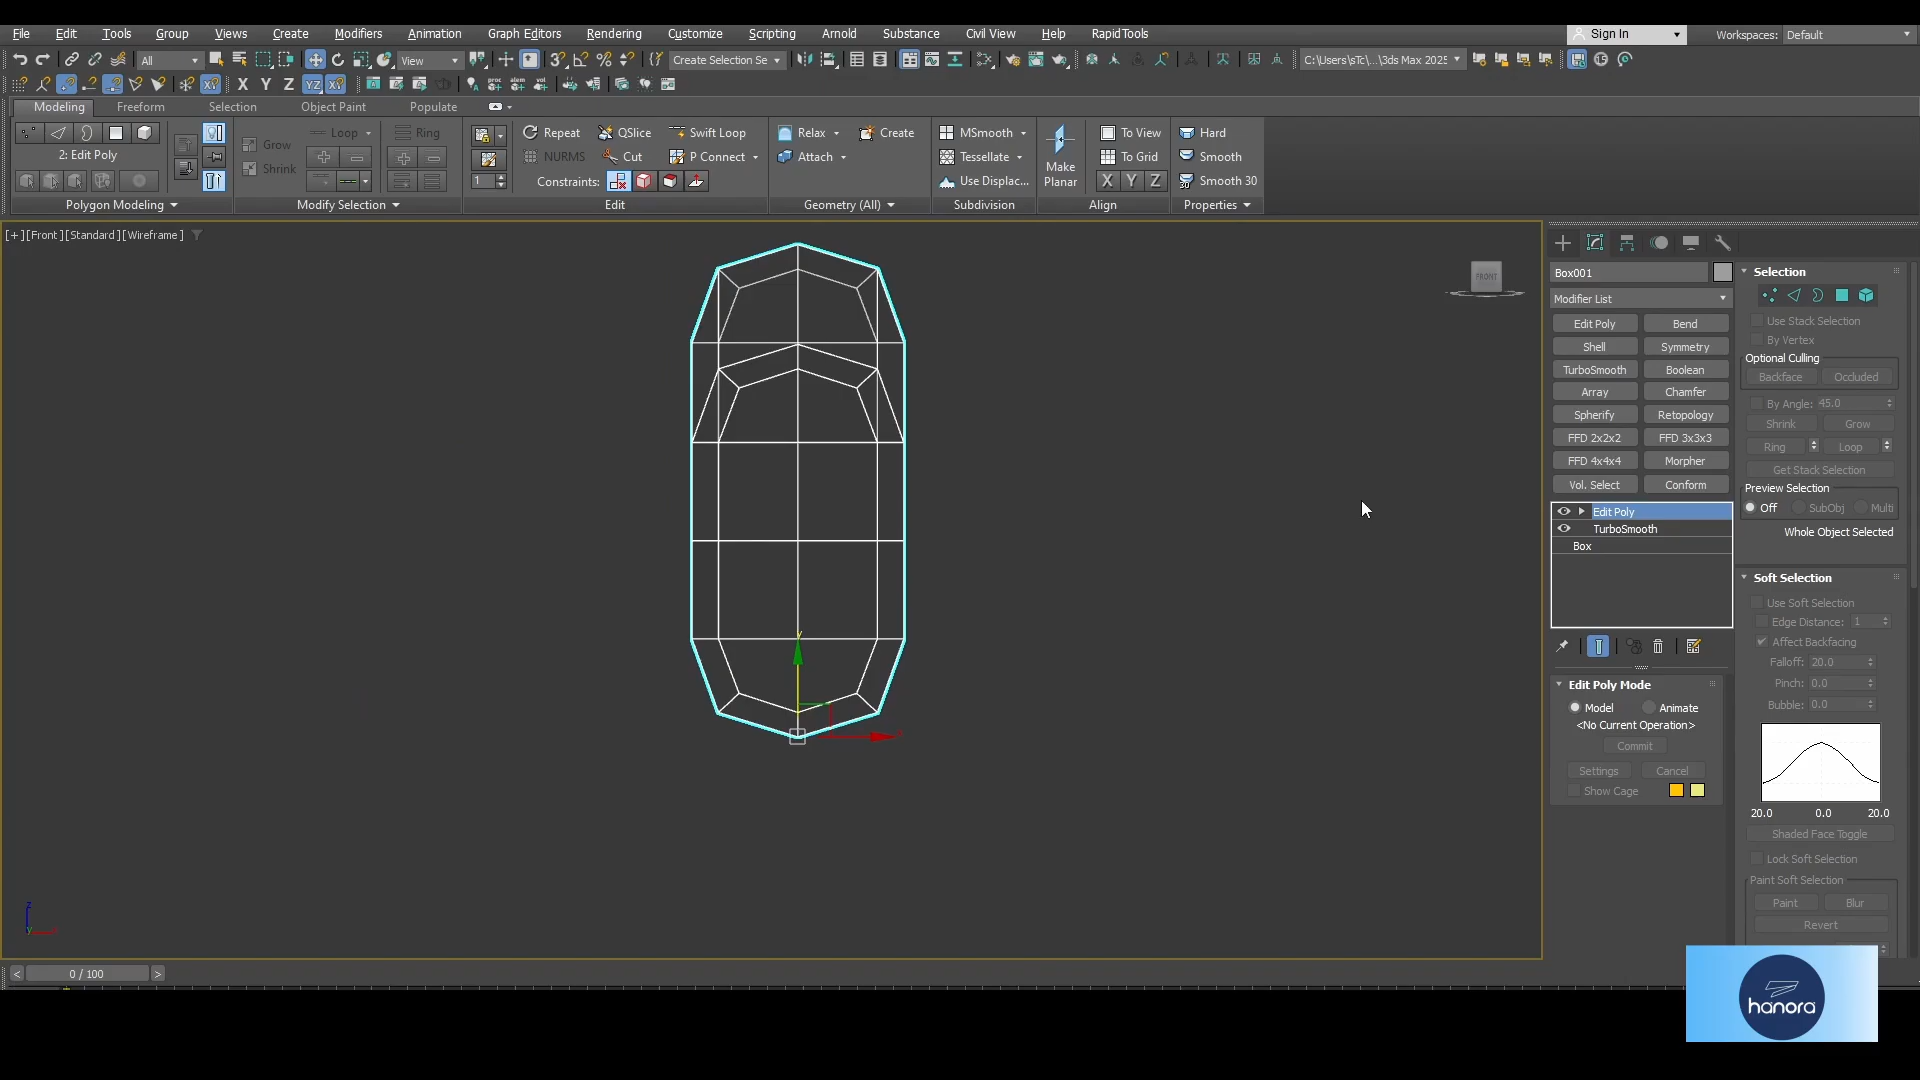 File Edit Tools Group Views Create Modifiers Animation Graph Editors Rendering Customize Scripting Arnold Substance Civil View Help RapidTools Sign In Workspaces: Default
All View Create Selection Se C:\Users\sTc\...\3ds Max 2025
X Y Z YZ XY
Modeling Freeform Selection Object Paint Populate
Loop Ring Repeat QSlice Swift Loop Relax Create MSmooth To View Hard
2: Edit Poly Grow NURMS Cut P Connect Attach Tessellate Make Planar To Grid Smooth
Shrink 1 Constraints: Use Displac... X Y Z Smooth 30
Polygon Modeling Modify Selection Edit Geometry (All) Subdivision Align Properties
[+][Front][Standard][Wireframe]
FRONT
Box001
Modifier List
Edit Poly Bend
Shell Symmetry
TurboSmooth Boolean
Array Chamfer
Spherify Retopology
FFD 2x2x2 FFD 3x3x3
FFD 4x4x4 Morpher
Vol. Select Conform
Edit Poly
TurboSmooth
Box
Edit Poly Mode
Model Animate
<No Current Operation>
Commit
Settings Cancel
Show Cage
Selection
Use Stack Selection
By Vertex
Optional Culling
Backface Occluded
By Angle: 45.0
Shrink Grow
Ring Loop
Get Stack Selection
Preview Selection
Off SubObj Multi
Whole Object Selected
Soft Selection
Use Soft Selection
Edge Distance: 1
Affect Backfacing
Falloff: 20.0
Pinch: 0.0
Bubble: 0.0
20.0 0.0 20.0
Shaded Face Toggle
Lock Soft Selection
Paint Soft Selection
Paint Blur
Revert
y
x
z
y
< 0 / 100 >
hanora